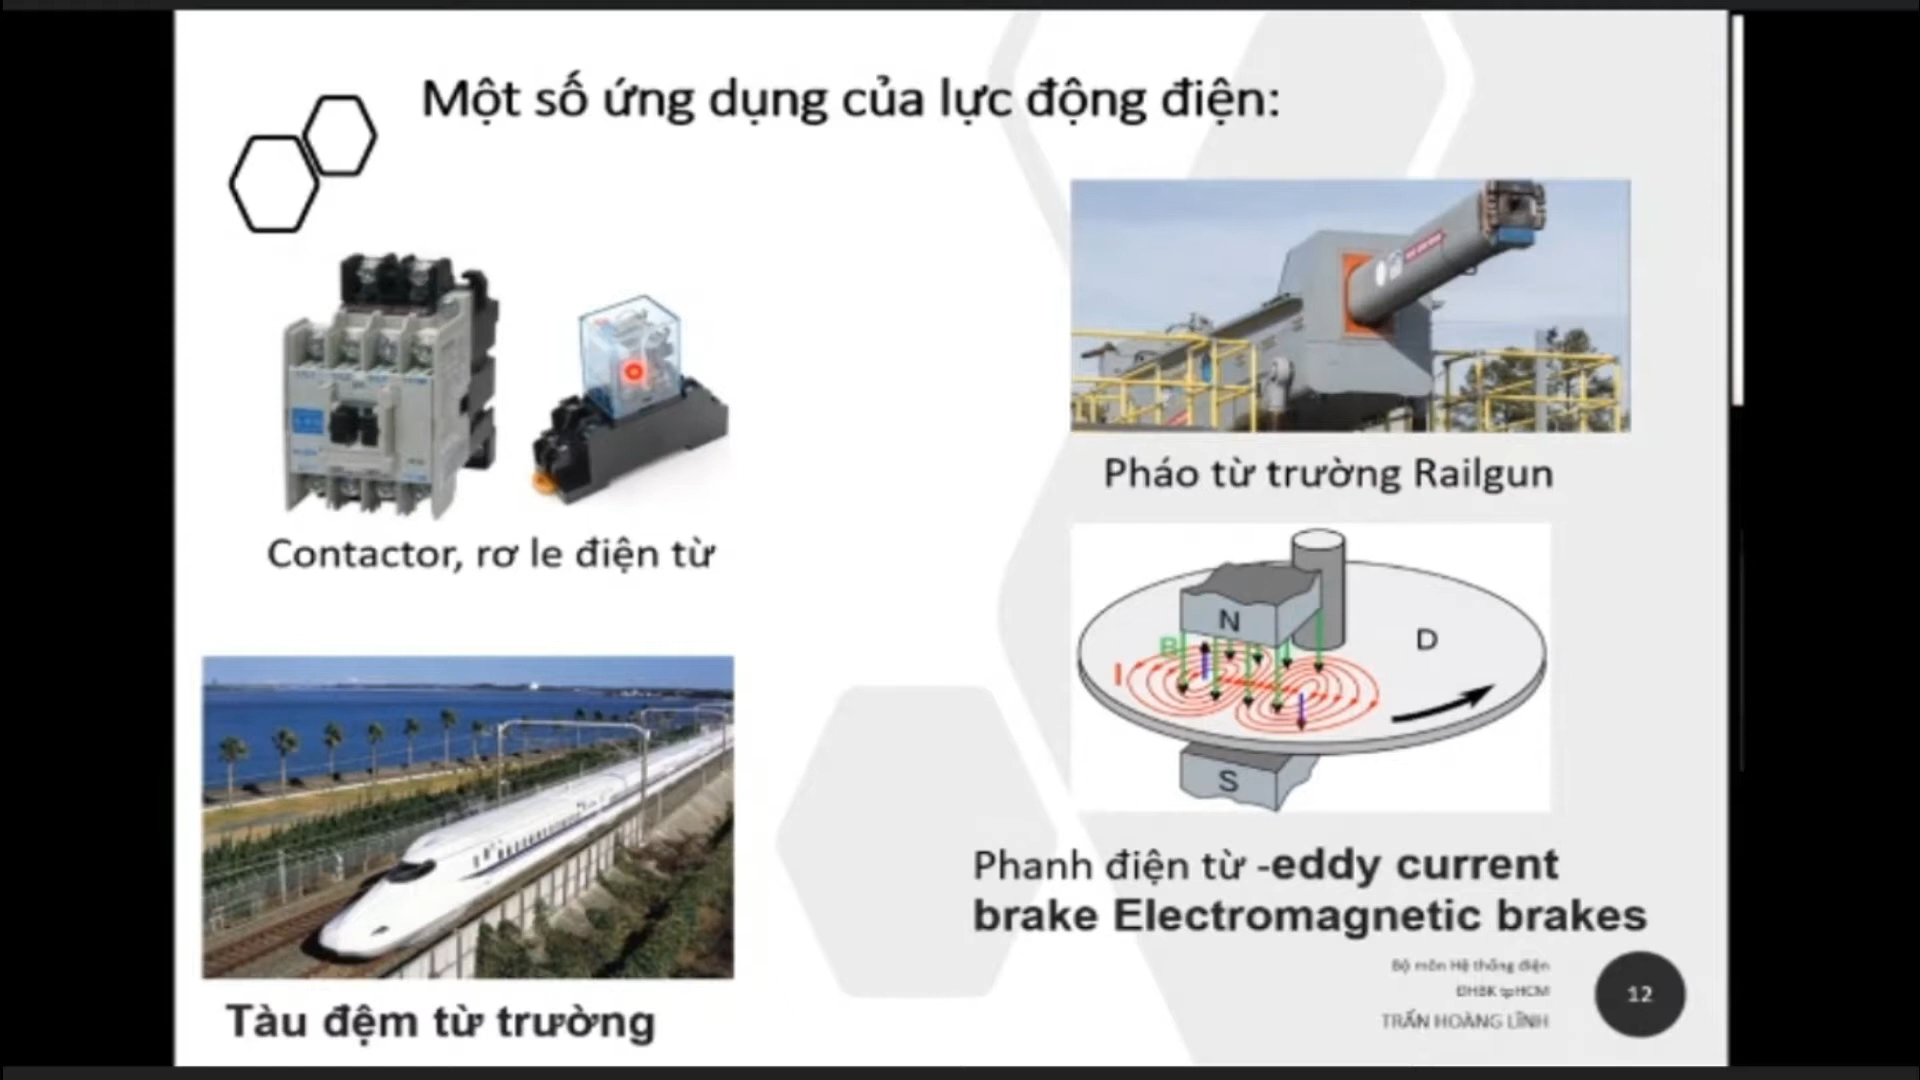 Một số ứng dụng của lực động điện:
Contactor, rơ le điện từ
Pháo từ trường Railgun
N
B
F
I
D
S
Tàu đệm từ trường
Phanh điện từ -eddy current
brake Electromagnetic brakes
Bộ môn Hệ thống điện
ĐHBK tpHCM
TRẦN HOÀNG LĨNH
12